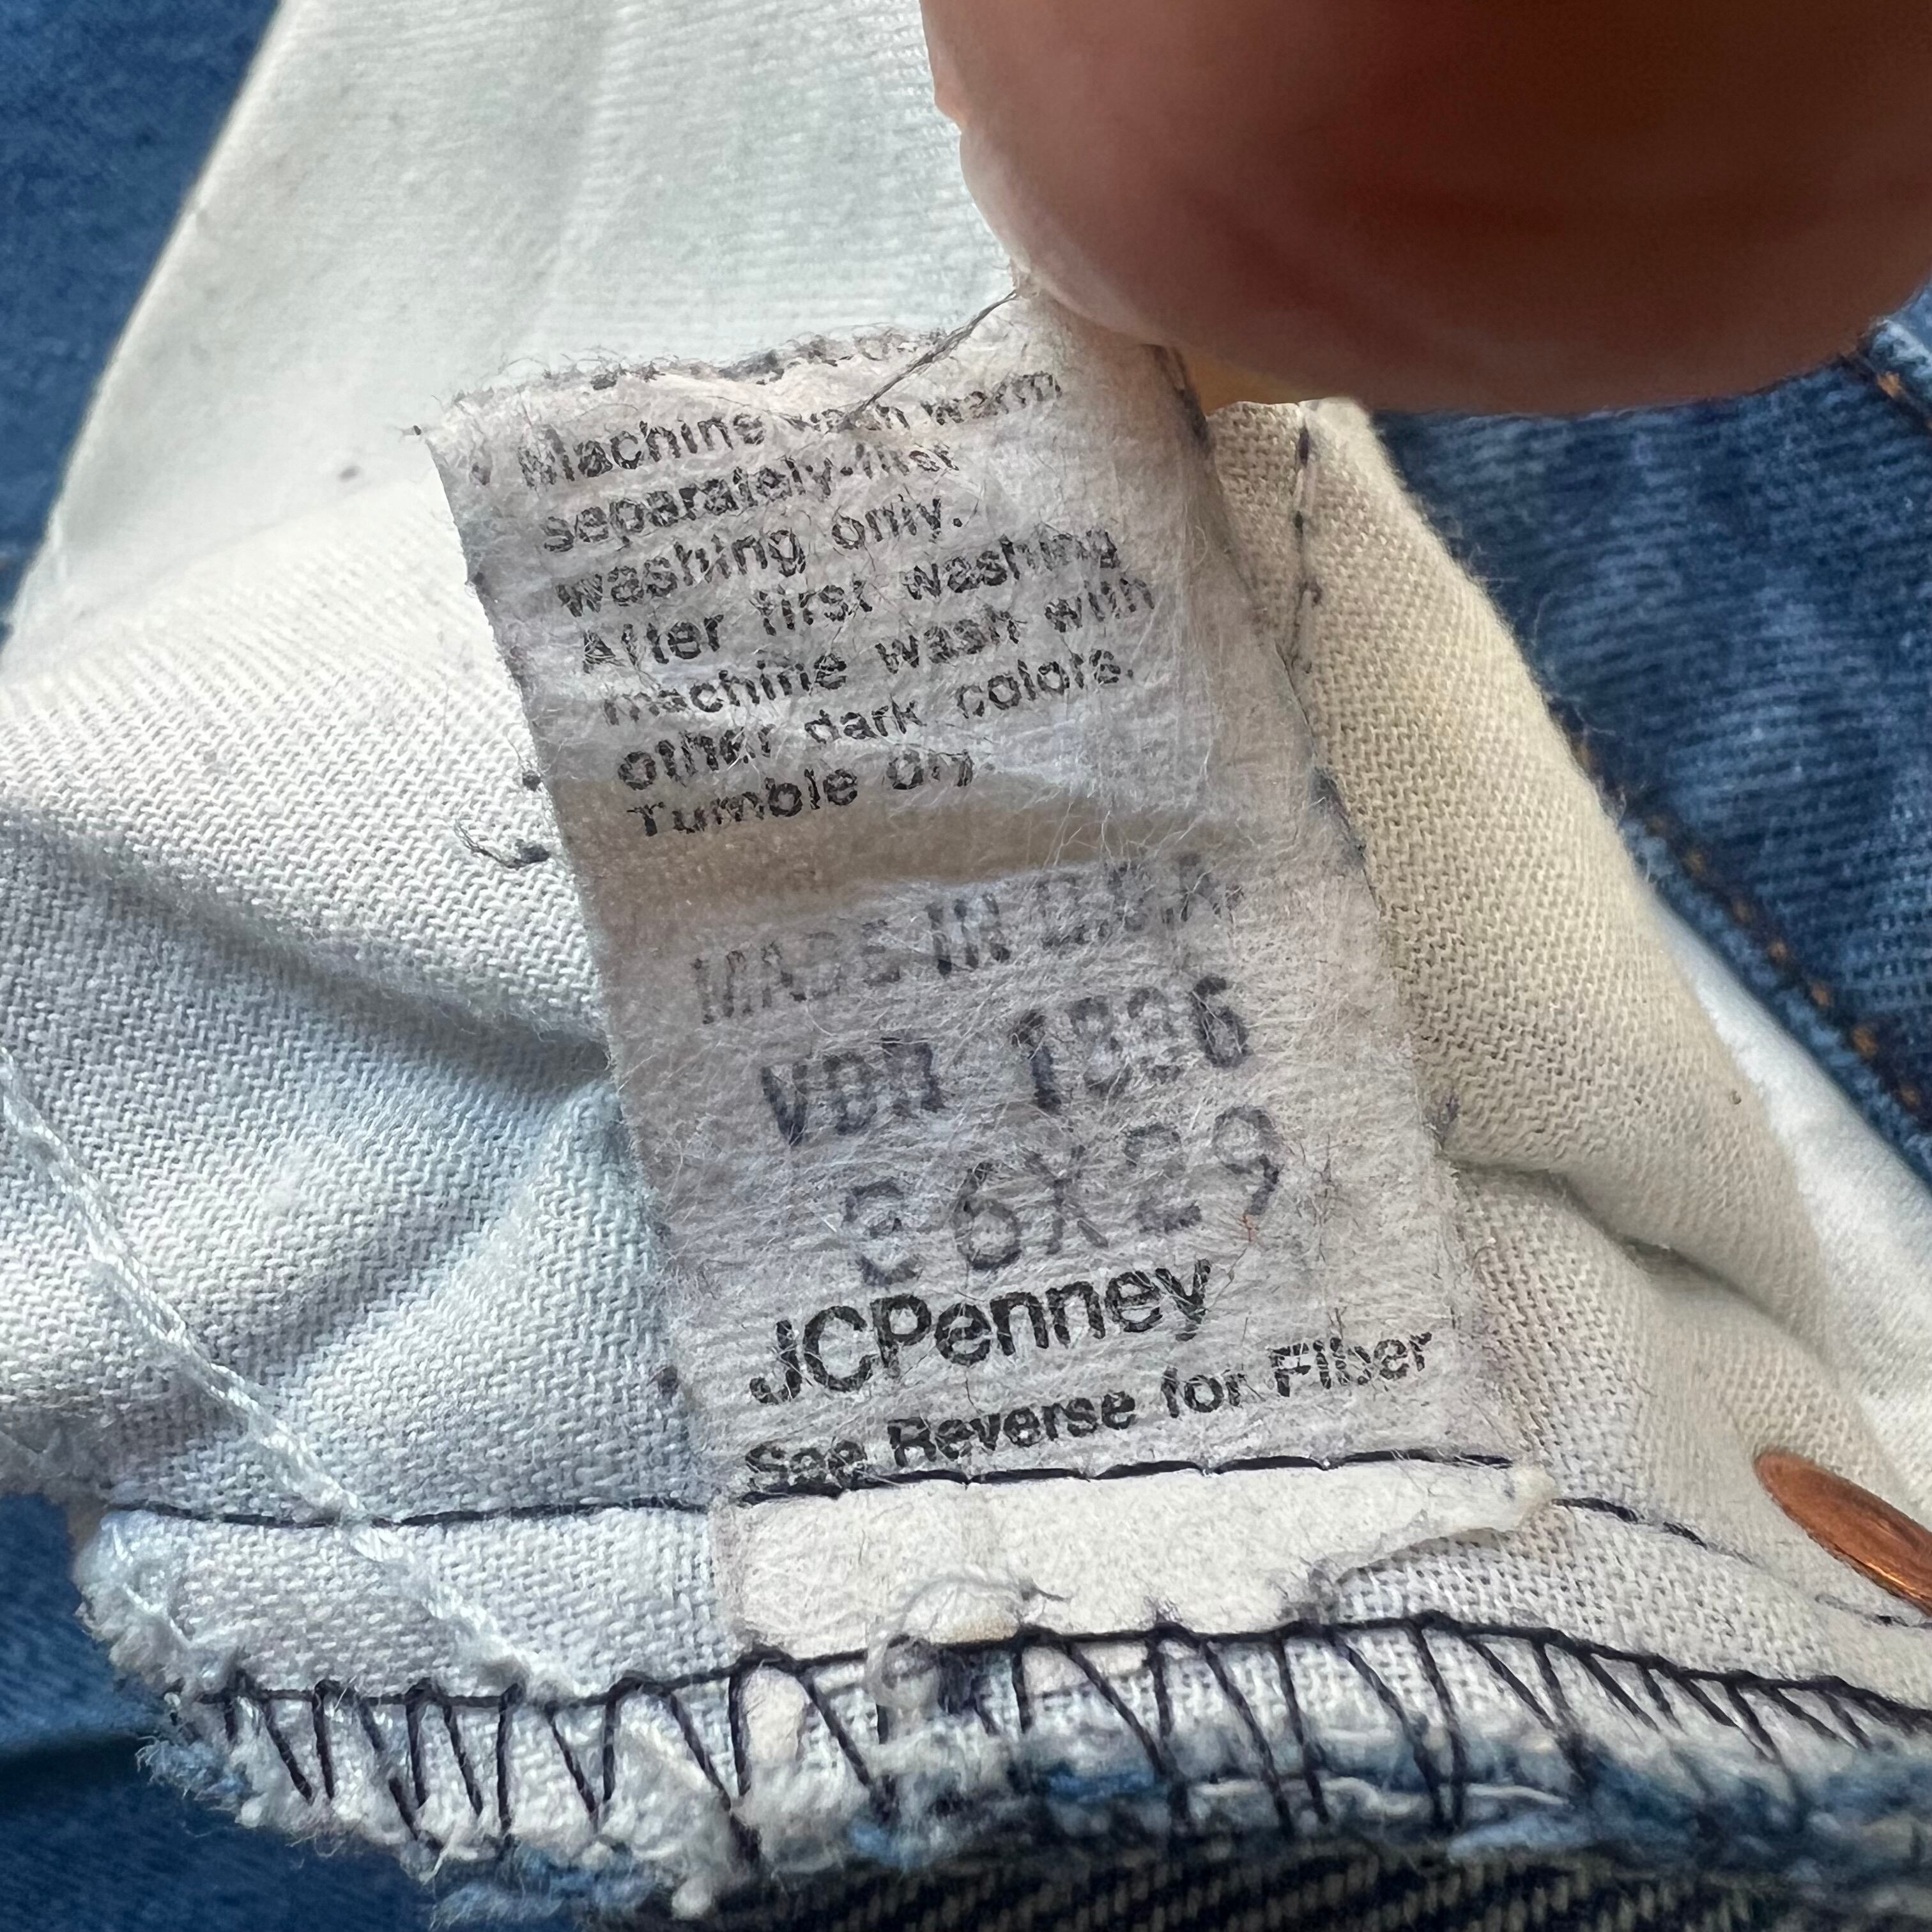 Machine wash warm
separately-first
washing only.
After first washing
machine wash with
other dark colors.
Tumble dry.
MADE IN U.S.A.
X29
JCPenney
See Reverse for Fiber